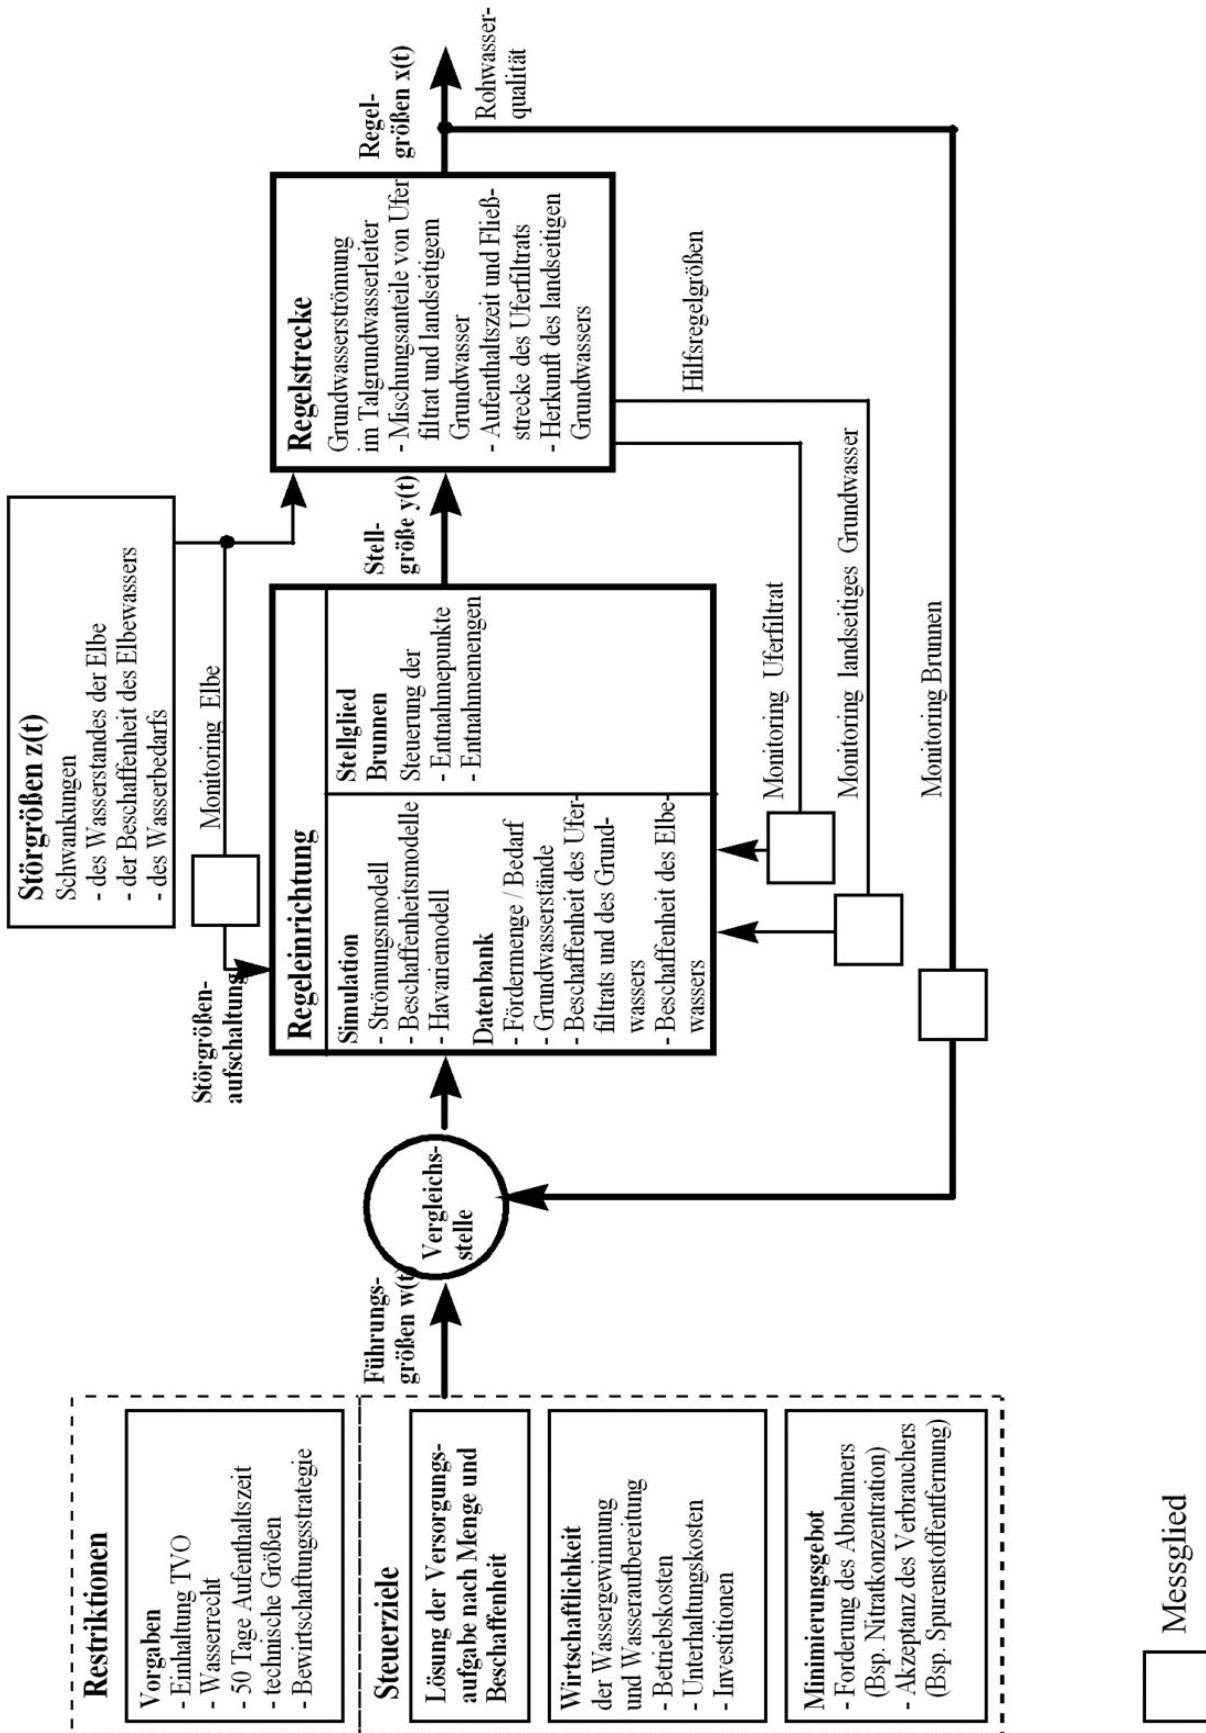 Restriktionen
Vorgaben
- Einhaltung TVO
- Wasserrecht
- 50 Tage Aufenthaltszeit
- technische Größen
- Bewirtschaftungsstrategie
Steuerziele
Lösung der Versorgungs-
aufgabe nach Menge und
Beschaffenheit
Wirtschaftlichkeit
der Wassergewinnung
und Wasseraufbereitung
- Betriebskosten
- Unterhaltungskosten
- Investitionen
Minimierungsgebot
- Forderung des Abnehmers
(Bsp. Nitratkonzentration)
- Akzeptanz des Verbrauchers
(Bsp. Spurenstoffentfernung)
Führungs-
größen w(t)
Vergleichs-
stelle
Störgrößen-
aufschaltung
Störgrößen z(t)
Schwankungen
- des Wasserstandes der Elbe
- der Beschaffenheit des Elbewassers
- des Wasserbedarfs
Monitoring Elbe
Regeleinrichtung
Simulation
- Strömungsmodell
- Beschaffenheitsmodelle
- Havariemodell
Datenbank
- Fördermenge / Bedarf
- Grundwasserstände
- Beschaffenheit des Ufer-
filtrats und des Grund-
wassers
- Beschaffenheit des Elbe-
wassers
Stellglied
Brunnen
Steuerung der
- Entnahmepunkte
- Entnahmemengen
Stell-
größe y(t)
Regelstrecke
Grundwasserströmung
im Talgrundwasserleiter
- Mischungsanteile von Ufer
filtrat und landseitigem
Grundwasser
- Aufenthaltszeit und Fließ-
strecke des Uferfiltrats
- Herkunft des landseitigen
Grundwassers
Regel-
größen x(t)
Rohwasser-
qualität
Hilfsregelgrößen
Monitoring Uferfiltrat
Monitoring landseitiges Grundwasser
Monitoring Brunnen
Messglied